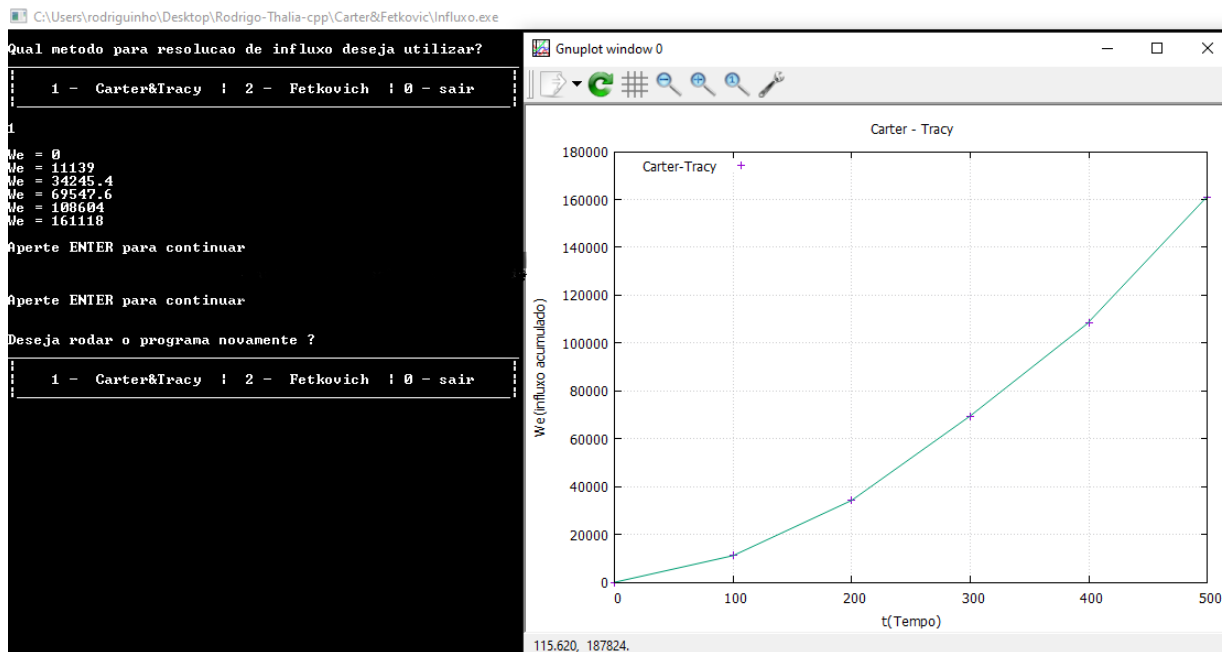 C:\Users\rodriguinho\Desktop\Rodrigo-Thalia-cpp\Carter&Fetkovic\Influxo.exe
Qual metodo para resolucao de influxo deseja utilizar?
1 - Carter&Tracy ¦ 2 - Fetkovich ¦ 0 - sair
1
We = 0
We = 11139
We = 34245.4
We = 69547.6
We = 108604
We = 161118
Aperte ENTER para continuar
Aperte ENTER para continuar
Deseja rodar o programa novamente ?
1 - Carter&Tracy ¦ 2 - Fetkovich ¦ 0 - sair
Gnuplot window 0
Carter - Tracy
Carter-Tracy
180000
160000
140000
120000
100000
80000
60000
40000
20000
0
We(influxo acumulado)
0 100 200 300 400 500
t(Tempo)
115.620, 187824.